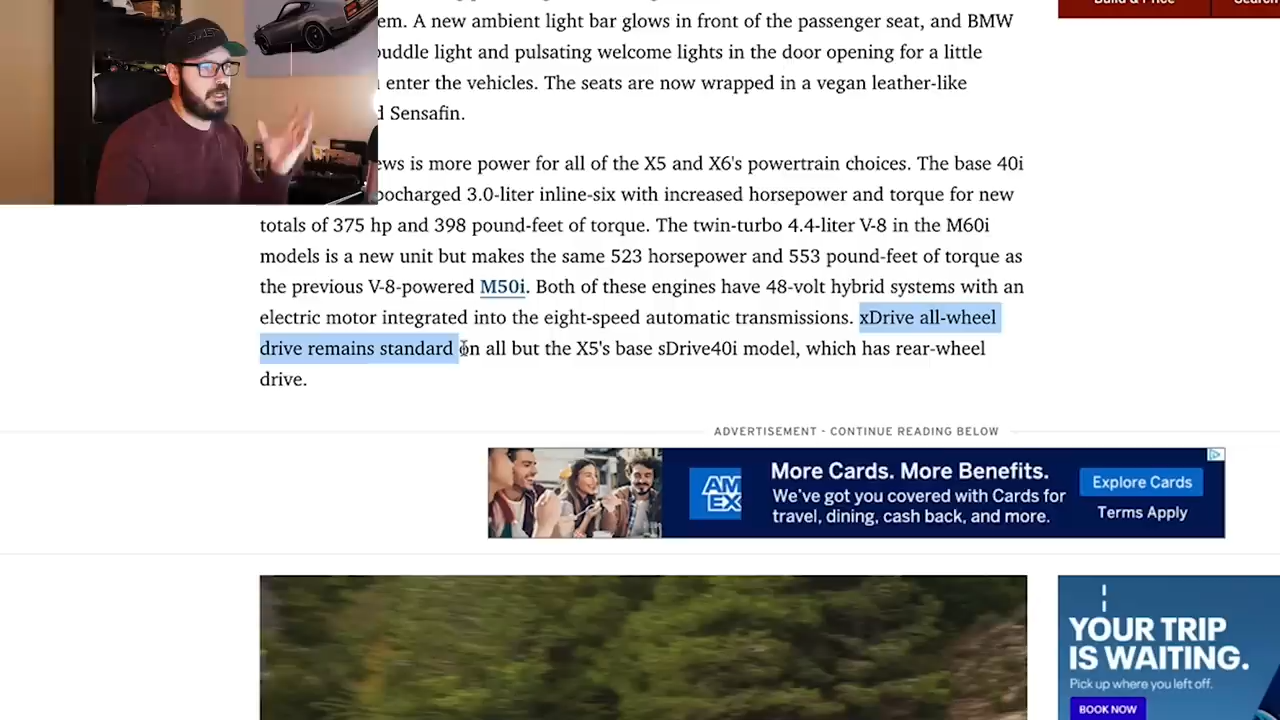 em. A new ambient light bar glows in front of the passenger seat, and BMW
uddle light and pulsating welcome lights in the door opening for a little
enter the vehicles. The seats are now wrapped in a vegan leather-like
d Sensafin.
ews is more power for all of the X5 and X6's powertrain choices. The base 40i
bocharged 3.0-liter inline-six with increased horsepower and torque for new
totals of 375 hp and 398 pound-feet of torque. The twin-turbo 4.4-liter V-8 in the M60i
models is a new unit but makes the same 523 horsepower and 553 pound-feet of torque as
the previous V-8-powered M50i. Both of these engines have 48-volt hybrid systems with an
electric motor integrated into the eight-speed automatic transmissions. xDrive all-wheel
drive remains standard on all but the X5's base sDrive40i model, which has rear-wheel
drive.
ADVERTISEMENT - CONTINUE READING BELOW
AM
EX
More Cards. More Benefits.
We've got you covered with Cards for
travel, dining, cash back, and more.
Explore Cards
Terms Apply
YOUR TRIP
IS WAITING.
Pick up where you left off.
BOOK NOW